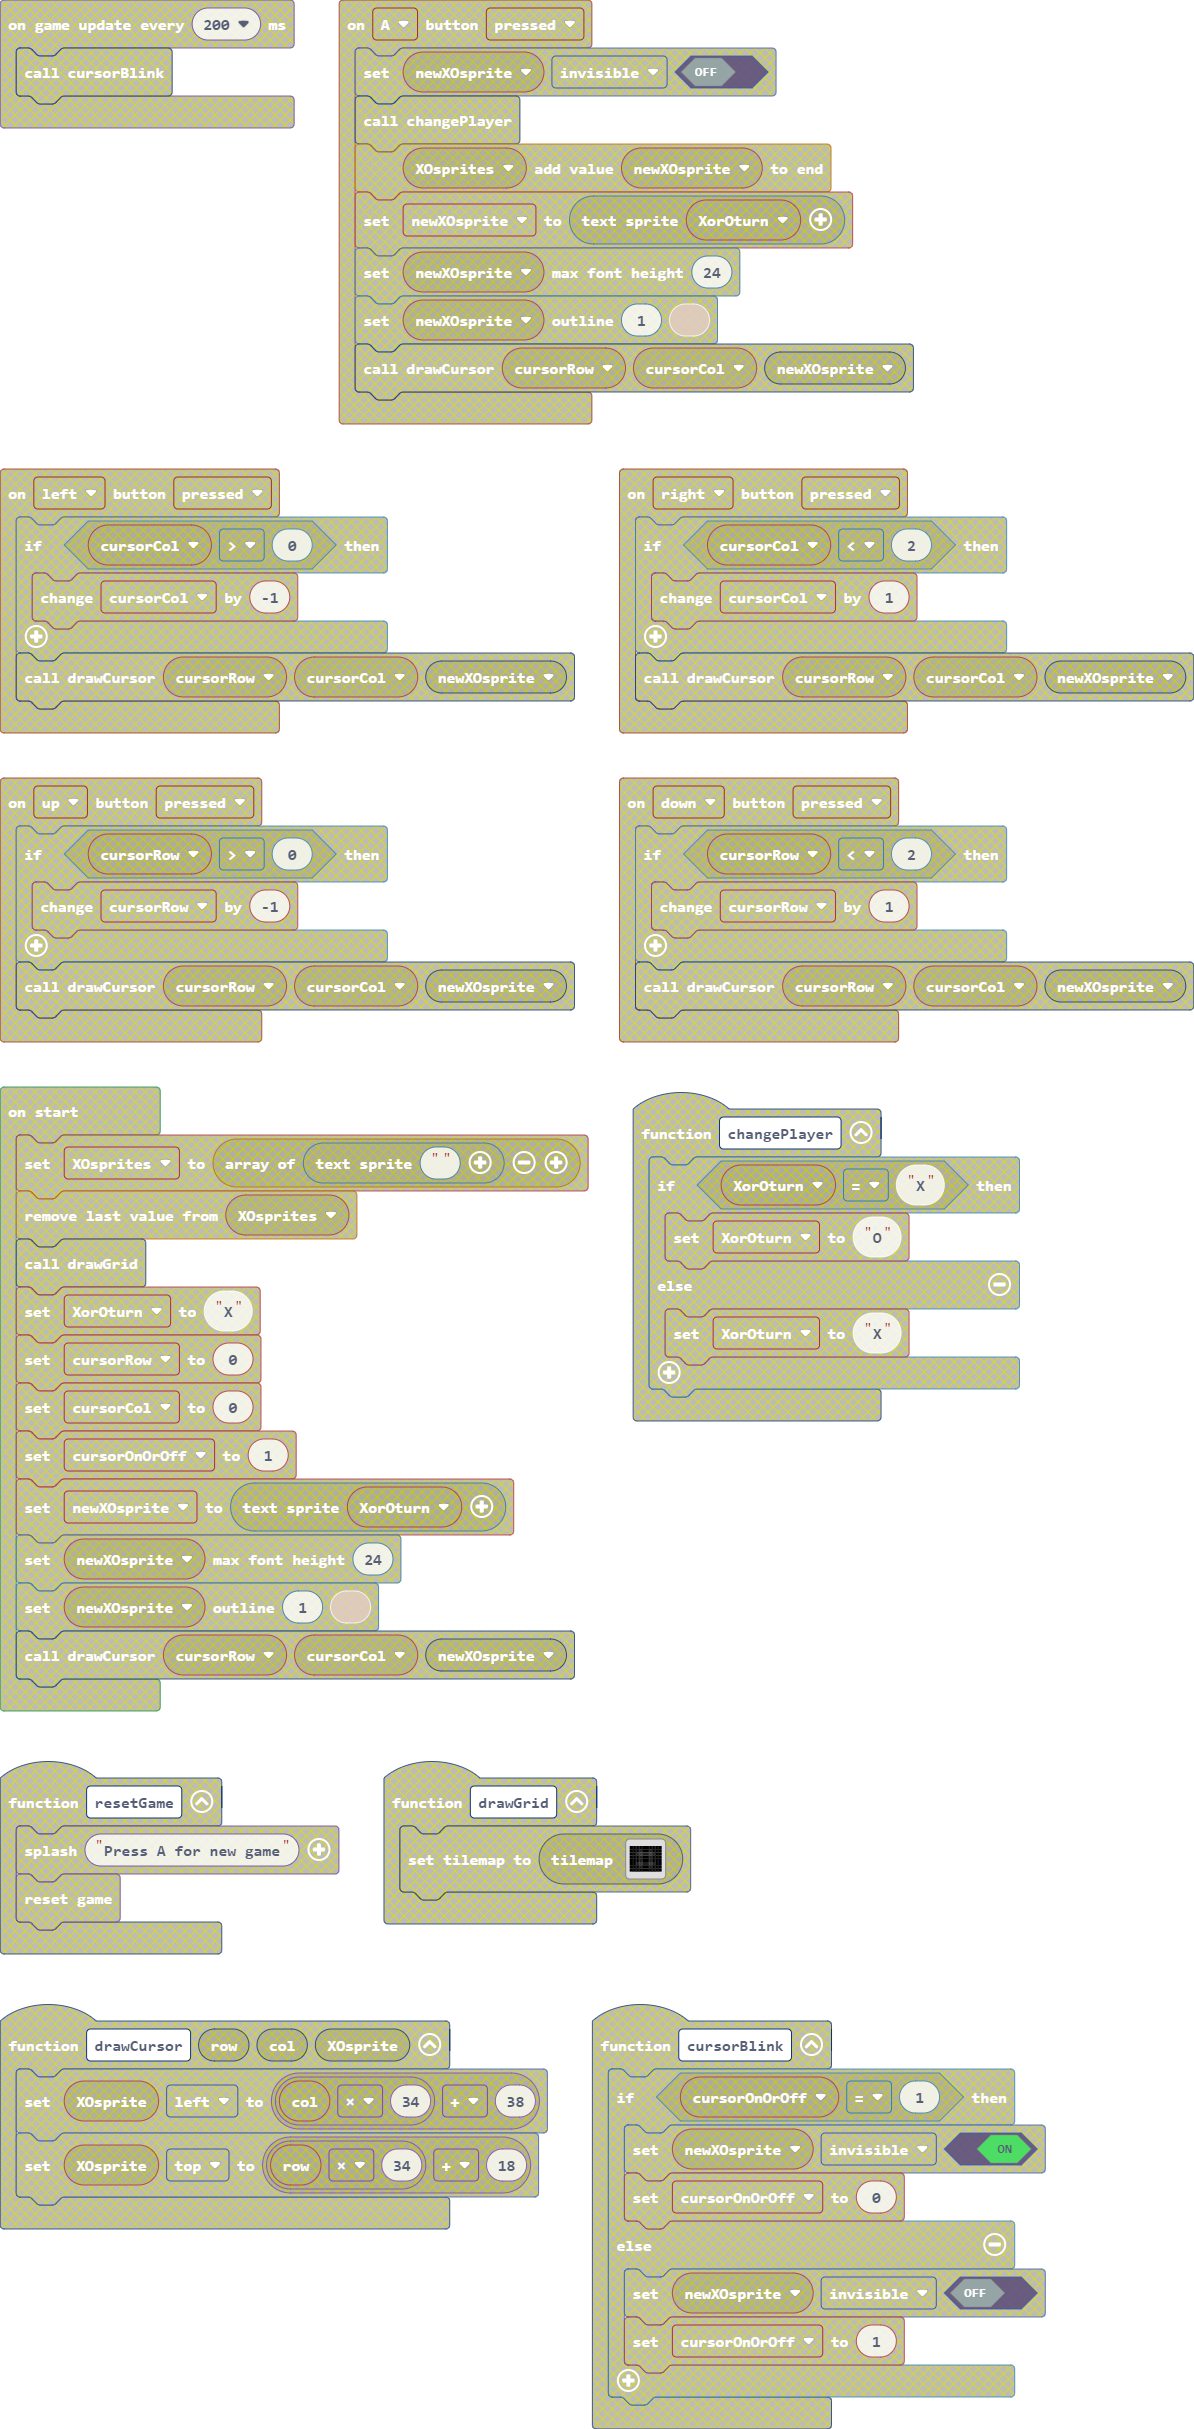 on game update every 200 ms
call cursorBlink
on A button pressed
set newXOsprite invisible OFF
call changePlayer
XOsprites add value newXOsprite to end
set newXOsprite to text sprite XorOturn
set newXOsprite max font height 24
set newXOsprite outline 1
call drawCursor cursorRow cursorCol newXOsprite
on left button pressed
if cursorCol > 0 then
change cursorCol by -1
call drawCursor cursorRow cursorCol newXOsprite
on right button pressed
if cursorCol < 2 then
change cursorCol by 1
call drawCursor cursorRow cursorCol newXOsprite
on up button pressed
if cursorRow > 0 then
change cursorRow by -1
call drawCursor cursorRow cursorCol newXOsprite
on down button pressed
if cursorRow < 2 then
change cursorRow by 1
call drawCursor cursorRow cursorCol newXOsprite
on start
set XOsprites to array of text sprite " "
remove last value from XOsprites
call drawGrid
set XorOturn to "X"
set cursorRow to 0
set cursorCol to 0
set cursorOnOrOff to 1
set newXOsprite to text sprite XorOturn
set newXOsprite max font height 24
set newXOsprite outline 1
call drawCursor cursorRow cursorCol newXOsprite
function changePlayer
if XorOturn = "X" then
set XorOturn to "O"
else
set XorOturn to "X"
function resetGame
splash "Press A for new game"
reset game
function drawGrid
set tilemap to tilemap
function drawCursor row col XOsprite
set XOsprite left to col × 34 + 38
set XOsprite top to row × 34 + 18
function cursorBlink
if cursorOnOrOff = 1 then
set newXOsprite invisible ON
set cursorOnOrOff to 0
else
set newXOsprite invisible OFF
set cursorOnOrOff to 1